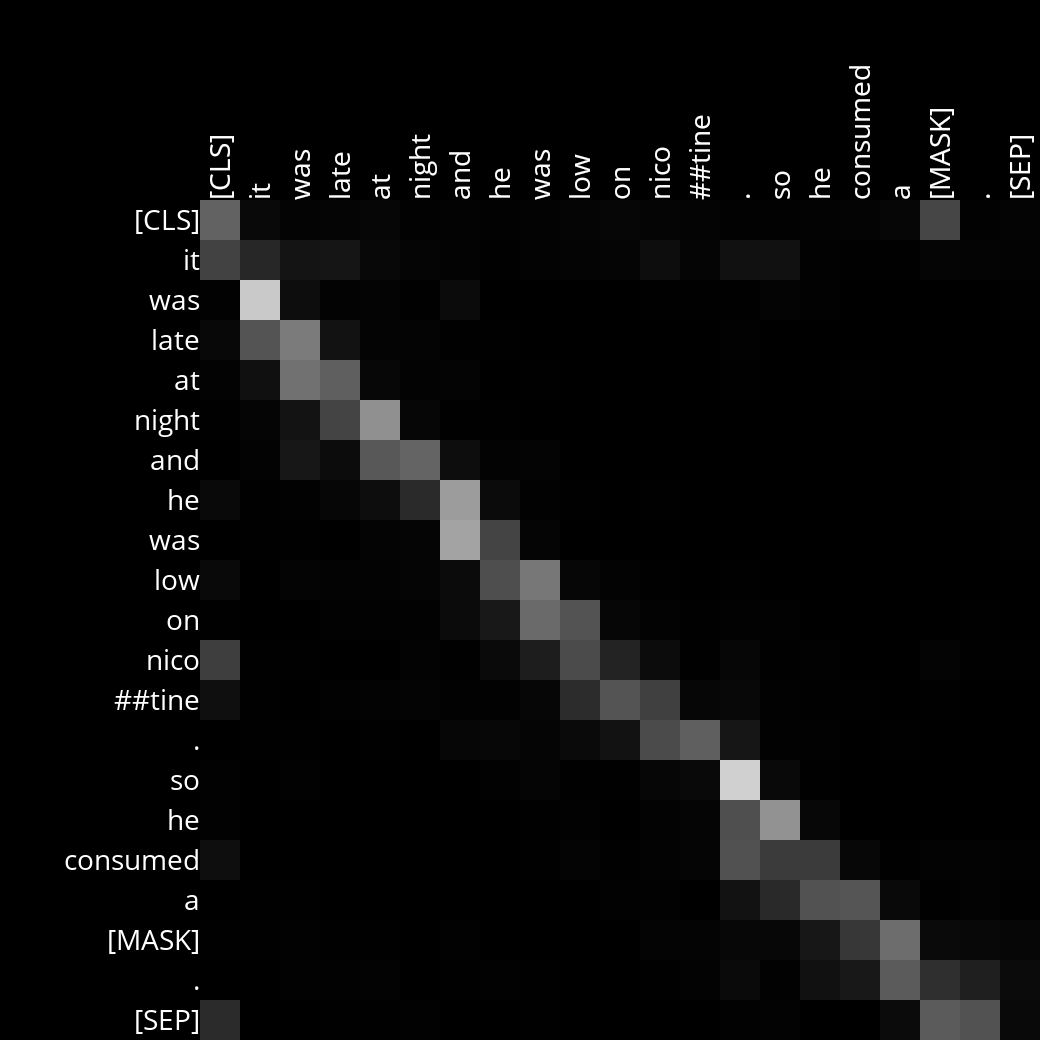 [CLS] it was late at night and he was low on nico ##tine . so he consumed a [MASK] . [SEP]
[CLS]
it
was
late
at
night
and
he
was
low
on
nico
##tine
.
so
he
consumed
a
[MASK]
.
[SEP]